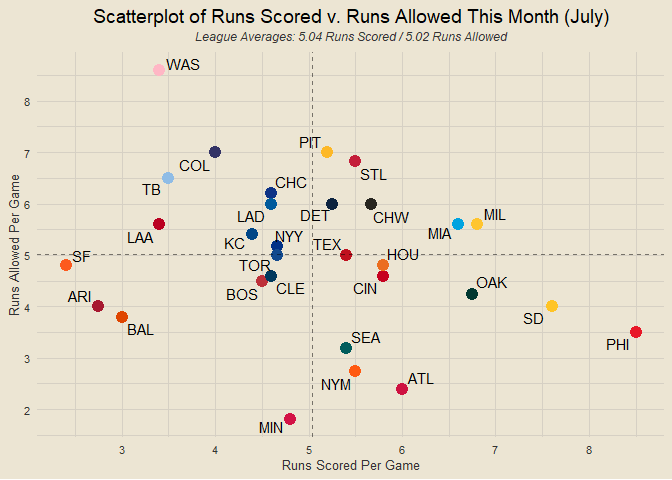 Scatterplot of Runs Scored v. Runs Allowed This Month (July)
League Averages: 5.04 Runs Scored / 5.02 Runs Allowed
WAS
8
PIT
7
COL
STL
TB
CHC
6
LAD
DET
CHW
MIL
MIA
LAA
KC
NYY
TEX
5
SF
TOR
HOU
OAK
CLE
CIN
ARI
BOS
4
SD
BAL
SEA
PHI
3
NYM
ATL
2
MIN
3
4
5
6
7
8
Runs Allowed Per Game
Runs Scored Per Game